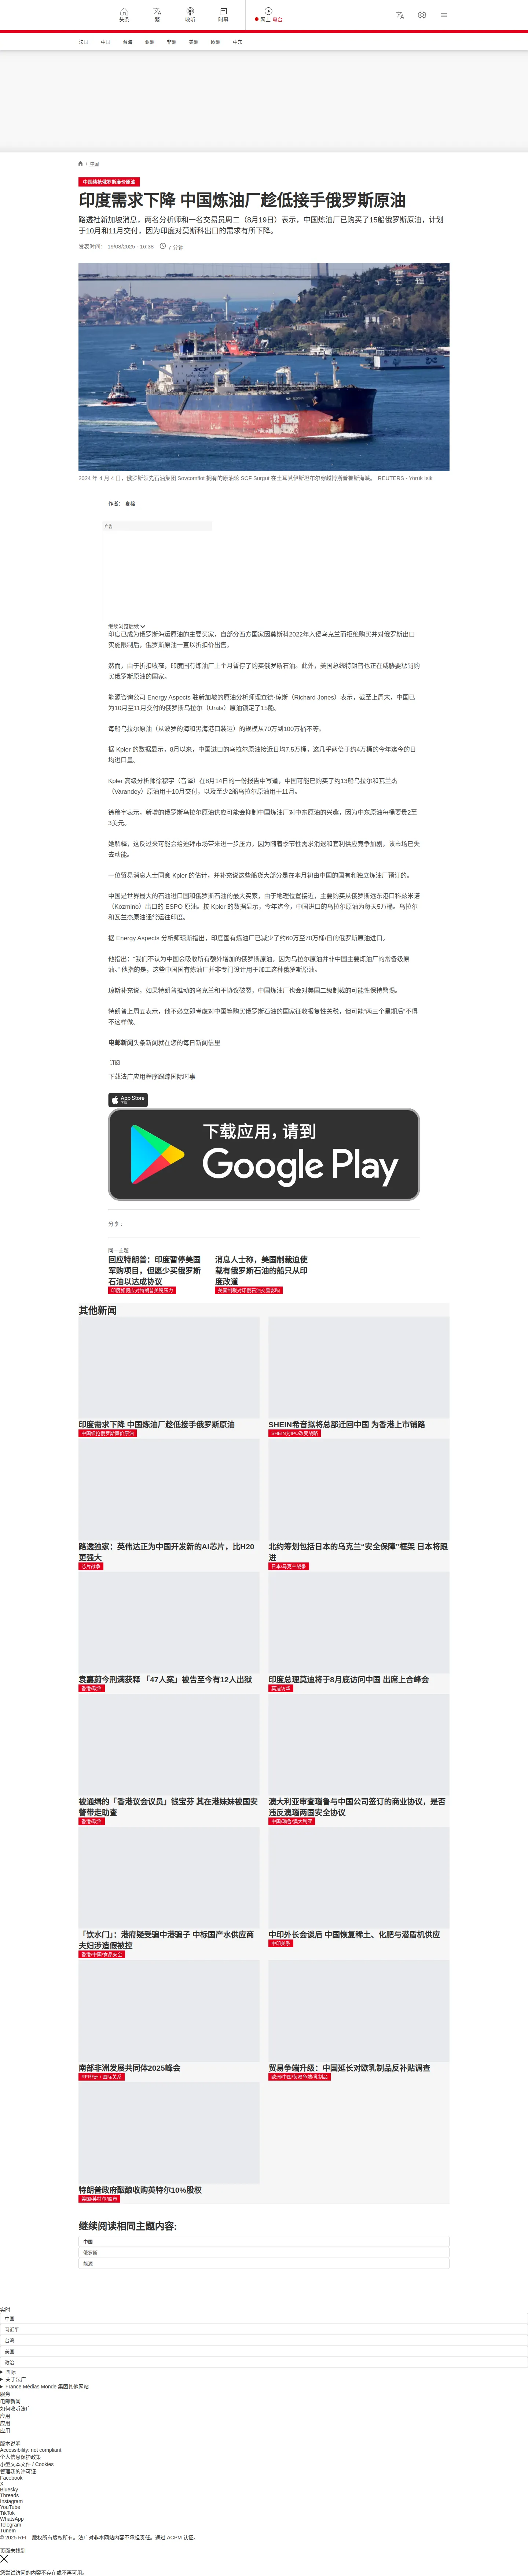 头条
繁
收听
时事
网上 电台
法国
中国
台海
亚洲
非洲
美洲
欧洲
中东
/ 中国
中国续抢俄罗斯廉价原油
印度需求下降 中国炼油厂趁低接手俄罗斯原油
路透社新加坡消息，两名分析师和一名交易员周二（8月19日）表示，中国炼油厂已购买了15船俄罗斯原油，计划
于10月和11月交付，因为印度对莫斯科出口的需求有所下降。
发表时间： 19/08/2025 - 16:36 7 分钟
SCF
2024 年 4 月 4 日，俄罗斯领先石油集团 Sovcomflot 拥有的原油轮 SCF Surgut 在土耳其伊斯坦布尔穿越博斯普鲁斯海峡。 REUTERS - Yoruk Isik
作者： 夏榕
广告
继续浏览后续
印度已成为俄罗斯海运原油的主要买家，自部分西方国家因莫斯科2022年入侵乌克兰而拒绝购买并对俄罗斯出口
实施限制后，俄罗斯原油一直以折扣价出售。
然而，由于折扣收窄，印度国有炼油厂上个月暂停了购买俄罗斯石油。此外，美国总统特朗普也正在威胁要惩罚购
买俄罗斯原油的国家。
能源咨询公司 Energy Aspects 驻新加坡的原油分析师理查德·琼斯（Richard Jones）表示，截至上周末，中国已
为10月至11月交付的俄罗斯乌拉尔（Urals）原油锁定了15船。
每船乌拉尔原油（从波罗的海和黑海港口装运）的规模从70万到100万桶不等。
据 Kpler 的数据显示，8月以来，中国进口的乌拉尔原油接近日均7.5万桶，这几乎两倍于约4万桶的今年迄今的日
均进口量。
Kpler 高级分析师徐穆宇（音译）在8月14日的一份报告中写道，中国可能已购买了约13船乌拉尔和瓦兰杰
（Varandey）原油用于10月交付，以及至少2船乌拉尔原油用于11月。
徐穆宇表示，新增的俄罗斯乌拉尔原油供应可能会抑制中国炼油厂对中东原油的兴趣，因为中东原油每桶要贵2至
3美元。
她解释，这反过来可能会给迪拜市场带来进一步压力，因为随着季节性需求消退和套利供应竞争加剧，该市场已失
去动能。
一位贸易消息人士同意 Kpler 的估计，并补充说这些船货大部分是在本月初由中国的国有和独立炼油厂预订的。
中国是世界最大的石油进口国和俄罗斯石油的最大买家，由于地理位置接近，主要购买从俄罗斯远东港口科兹米诺
（Kozmino）出口的 ESPO 原油。按 Kpler 的数据显示，今年迄今，中国进口的乌拉尔原油为每天5万桶。乌拉尔
和瓦兰杰原油通常运往印度。
据 Energy Aspects 分析师琼斯指出，印度国有炼油厂已减少了约60万至70万桶/日的俄罗斯原油进口。
他指出：“我们不认为中国会吸收所有额外增加的俄罗斯原油，因为乌拉尔原油并非中国主要炼油厂的常备级原
油。” 他指的是，这些中国国有炼油厂并非专门设计用于加工这种俄罗斯原油。
琼斯补充说，如果特朗普推动的乌克兰和平协议破裂，中国炼油厂也会对美国二级制裁的可能性保持警惕。
特朗普上周五表示，他不必立即考虑对中国等购买俄罗斯石油的国家征收报复性关税，但可能“两三个星期后”不得
不这样做。
电邮新闻头条新闻就在您的每日新闻信里
订阅
下载法广应用程序跟踪国际时事
App Store
下载应用，请到
Google Play
分享 :
同一主题
回应特朗普：印度暂停美国
军购项目，但愿少买俄罗斯
石油以达成协议
印度如何应对特朗普关税压力
消息人士称，美国制裁迫使
载有俄罗斯石油的船只从印
度改道
美国制裁对印俄石油交易影响
其他新闻
印度需求下降 中国炼油厂趁低接手俄罗斯原油
中国续抢俄罗斯廉价原油
SHEIN希音拟将总部迁回中国 为香港上市铺路
SHEIN为IPO改变战略
路透独家：英伟达正为中国开发新的AI芯片，比H20
更强大
芯片战争
北约筹划包括日本的乌克兰“安全保障”框架 日本将跟
进
日本/乌克兰战争
袁嘉蔚今刑满获释 「47人案」被告至今有12人出狱
香港/政治
印度总理莫迪将于8月底访问中国 出席上合峰会
莫迪访华
被通缉的「香港议会议员」钱宝芬 其在港妹妹被国安
警带走助查
香港/政治
澳大利亚审查瑙鲁与中国公司签订的商业协议，是否
违反澳瑙两国安全协议
中国/瑙鲁/澳大利亚
「饮水门」：港府疑受骗中港骗子 中标国产水供应商
夫妇涉造假被控
香港/中国/食品安全
中印外长会谈后 中国恢复稀土、化肥与潜盾机供应
中印关系
南部非洲发展共同体2025峰会
RFI非洲 / 国际关系
贸易争端升级：中国延长对欧乳制品反补贴调查
欧洲/中国/贸易争端/乳制品
特朗普政府酝酿收购英特尔10%股权
美国/英特尔/股市
继续阅读相同主题内容:
中国
俄罗斯
能源
实时
中国
习近平
台湾
美国
政治
国际
关于法广
France Médias Monde 集团其他网站
服务
电邮新闻
如何收听法广
应用
应用
应用
版本说明
Accessibility: not compliant
个人信息保护政策
小型文本文件 / Cookies
管理我的许可证
Facebook
X
Bluesky
Threads
Instagram
YouTube
TikTok
WhatsApp
Telegram
TuneIn
© 2025 RFI – 版权所有版权所有。法广对非本网站内容不承担责任。通过 ACPM 认证。
页面未找到
您尝试访问的内容不存在或不再可用。